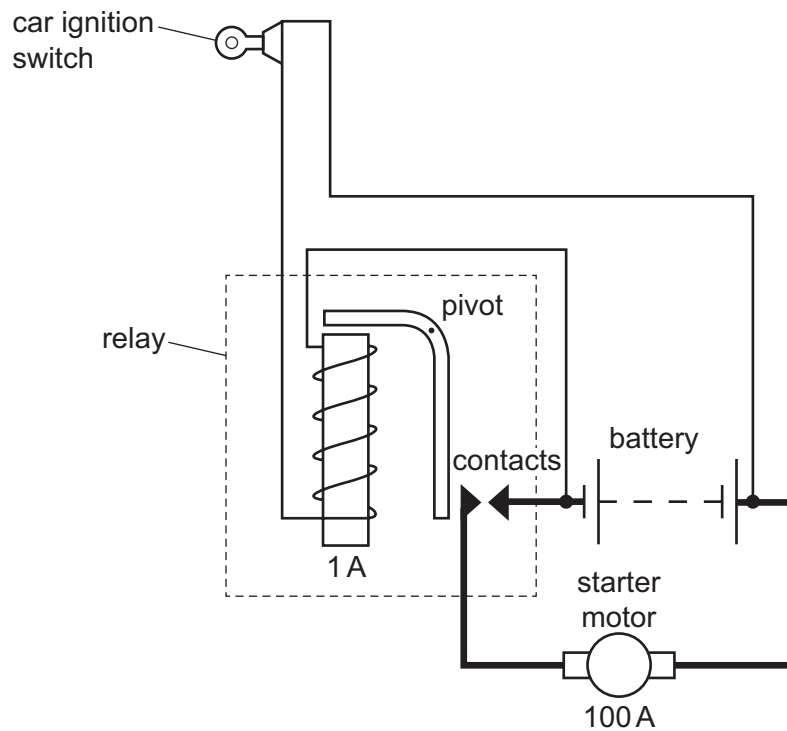 car ignition
switch
pivot
relay
battery
contacts
1 A
starter
motor
100 A